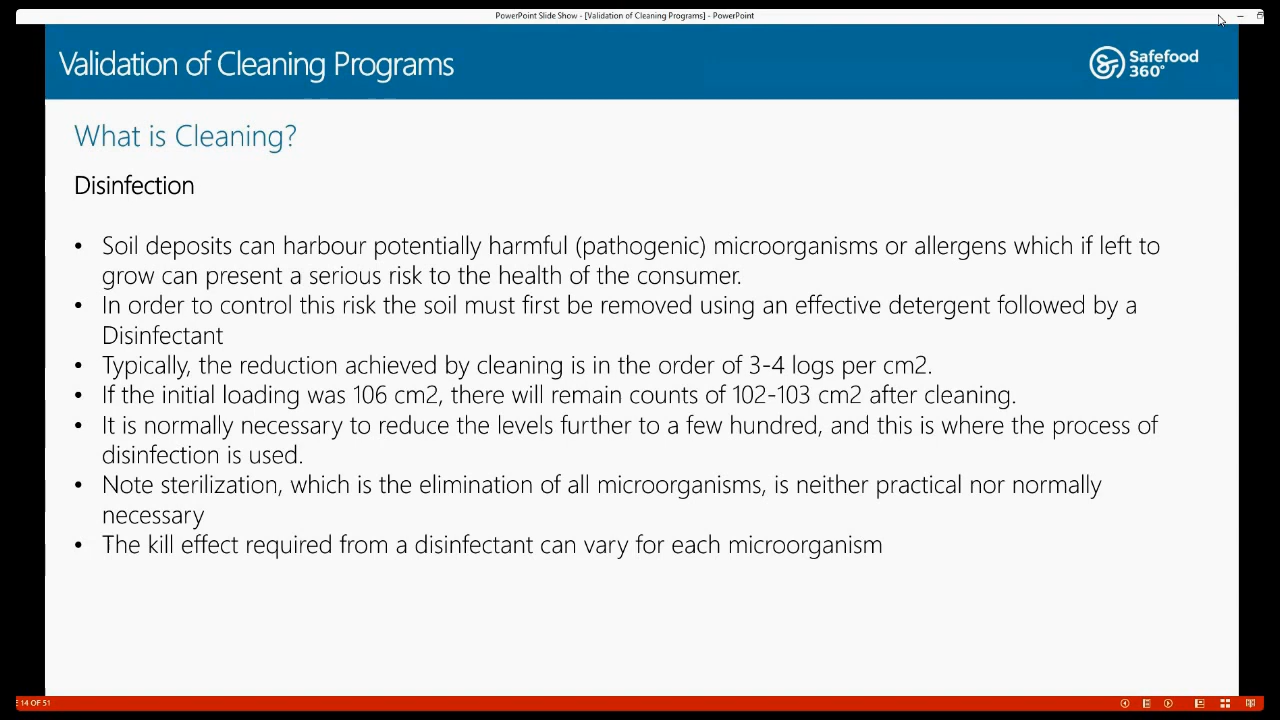 PowerPoint Slide Show - [Validation of Cleaning Programs] - PowerPoint
Validation of Cleaning Programs
Safefood
360°
What is Cleaning?
Disinfection
• Soil deposits can harbour potentially harmful (pathogenic) microorganisms or allergens which if left to
grow can present a serious risk to the health of the consumer.
• In order to control this risk the soil must first be removed using an effective detergent followed by a
Disinfectant
• Typically, the reduction achieved by cleaning is in the order of 3-4 logs per cm2.
• If the initial loading was 106 cm2, there will remain counts of 102-103 cm2 after cleaning.
• It is normally necessary to reduce the levels further to a few hundred, and this is where the process of
disinfection is used.
• Note sterilization, which is the elimination of all microorganisms, is neither practical nor normally
necessary
• The kill effect required from a disinfectant can vary for each microorganism
E 14 OF 51